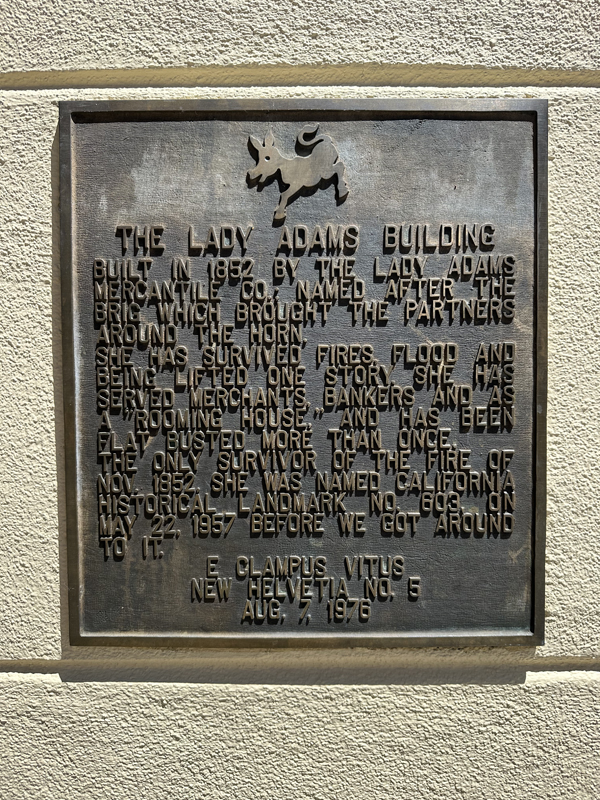 THE LADY ADAMS BUILDING
BUILT IN 1852 BY THE LADY ADAMS
MERCANTILE CO., NAMED AFTER THE
BRIG WHICH BROUGHT THE PARTNERS
AROUND THE HORN.
SHE HAS SURVIVED FIRES, FLOOD AND
BEING LIFTED ONE STORY. SHE HAS
SERVED MERCHANTS, BANKERS AND AS
A "ROOMING HOUSE," AND HAS BEEN
FLAT BUSTED MORE THAN ONCE.
THE ONLY SURVIVOR OF THE FIRE OF
NOV. 1852, SHE WAS NAMED CALIFORNIA
HISTORICAL LANDMARK NO. 603, ON
MAY 22, 1957 BEFORE WE GOT AROUND
TO IT.
E CLAMPUS VITUS
NEW HELVETIA NO. 5
AUG. 7, 1976